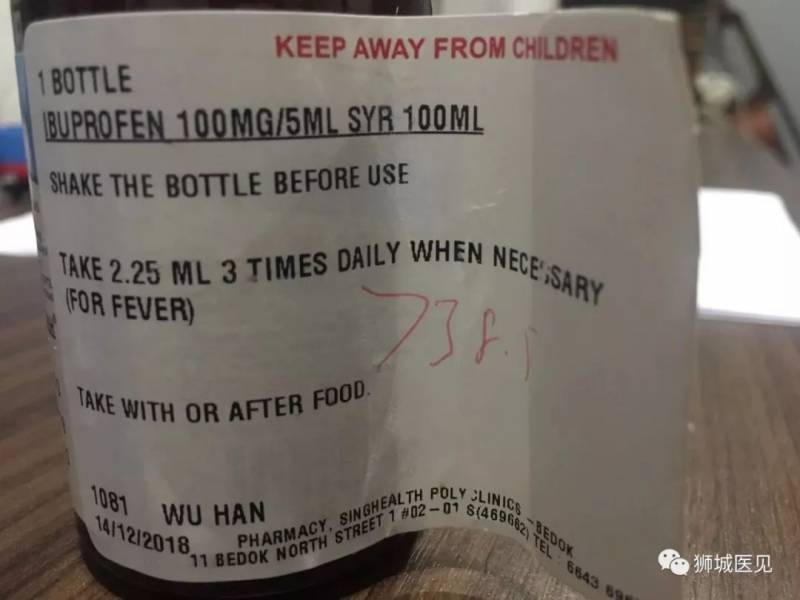 KEEP AWAY FROM CHILDREN
1 BOTTLE
IBUPROFEN 100MG/5ML SYR 100ML
SHAKE THE BOTTLE BEFORE USE
TAKE 2.25 ML 3 TIMES DAILY WHEN NECESSARY
(FOR FEVER)
>38.5
TAKE WITH OR AFTER FOOD.
1081 WU HAN
14/12/2018
PHARMACY, SINGHEALTH POLYCLINICS -BEDOK
11 BEDOK NORTH STREET 1 #02-01 S(469662) TEL 6643
狮城医见